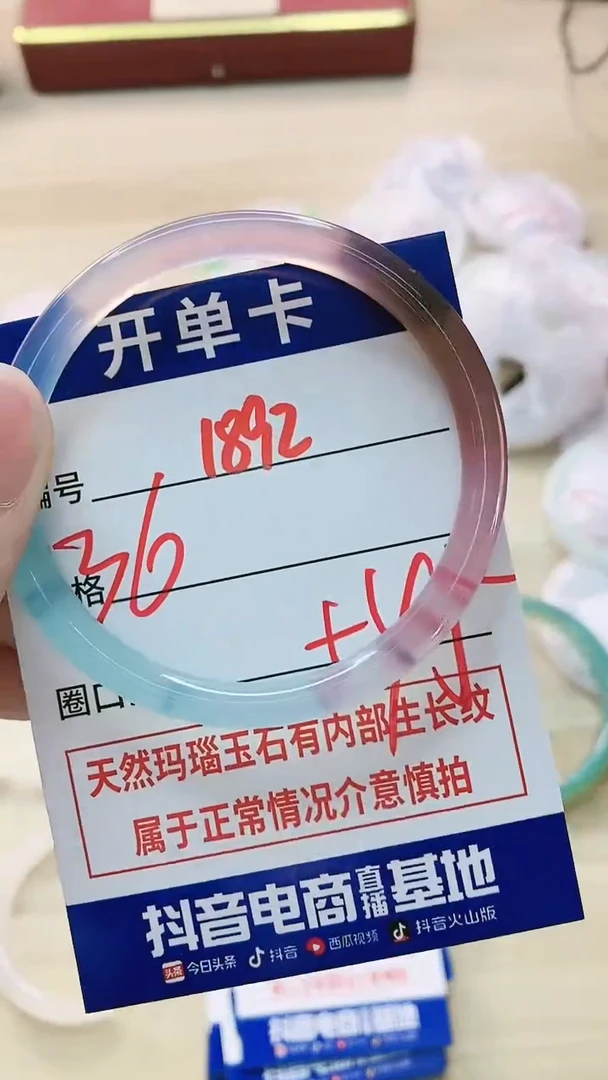 开单卡
编号 1892
格 36
圈口:
天然玛瑙玉石有内部生长纹
属于正常情况介意慎拍
抖音电商直播基地
头条 今日头条 抖音 西瓜视频 抖音火山版